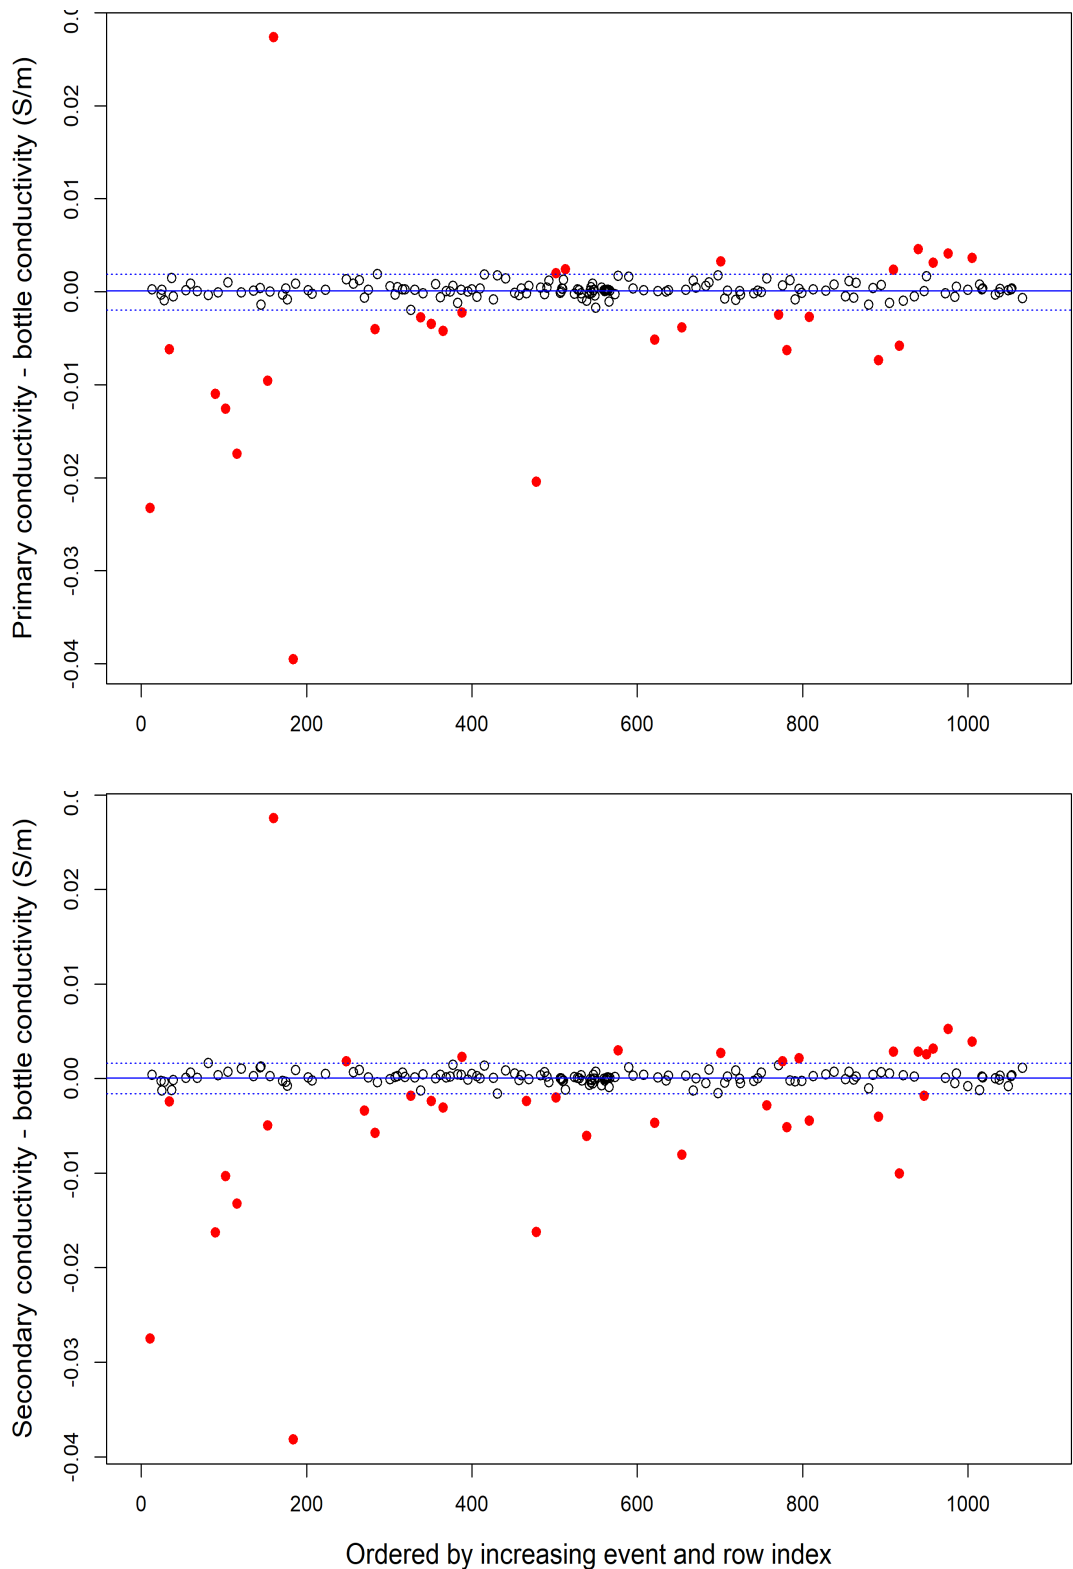 Primary conductivity - bottle conductivity (S/m)
0.02
0.01
0.00
-0.01
-0.02
-0.03
-0.04
0 200 400 600 800 1000
Secondary conductivity - bottle conductivity (S/m)
0.02
0.01
0.00
-0.01
-0.02
-0.03
-0.04
0 200 400 600 800 1000
Ordered by increasing event and row index